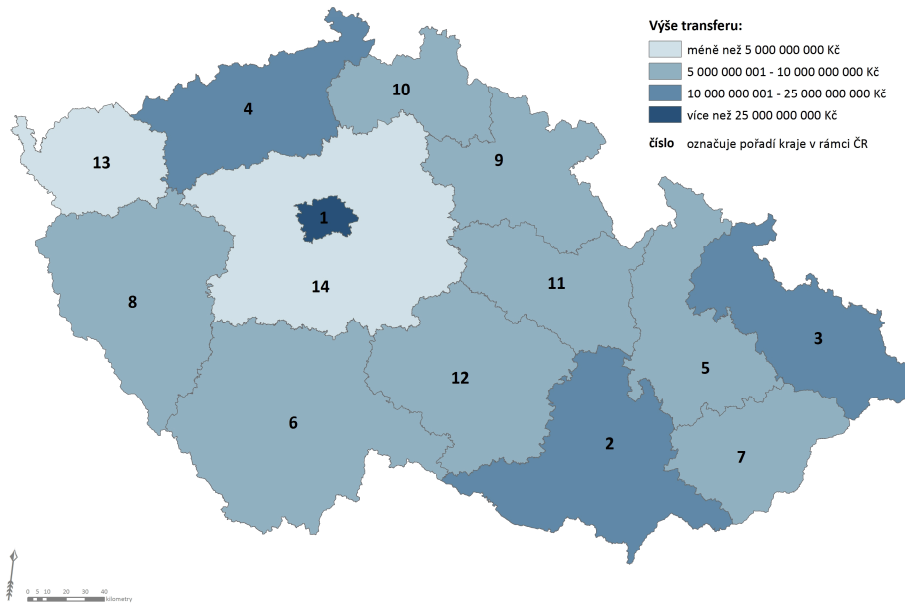 Výše transferu:
méně než 5 000 000 000 Kč
5 000 000 001 - 10 000 000 000 Kč
10 000 000 001 - 25 000 000 000 Kč
více než 25 000 000 000 Kč
číslo označuje pořadí kraje v rámci ČR
10
4
13
9
1
14
11
8
3
5
12
6
2
7
0 5 10 20 30 40
kilometry